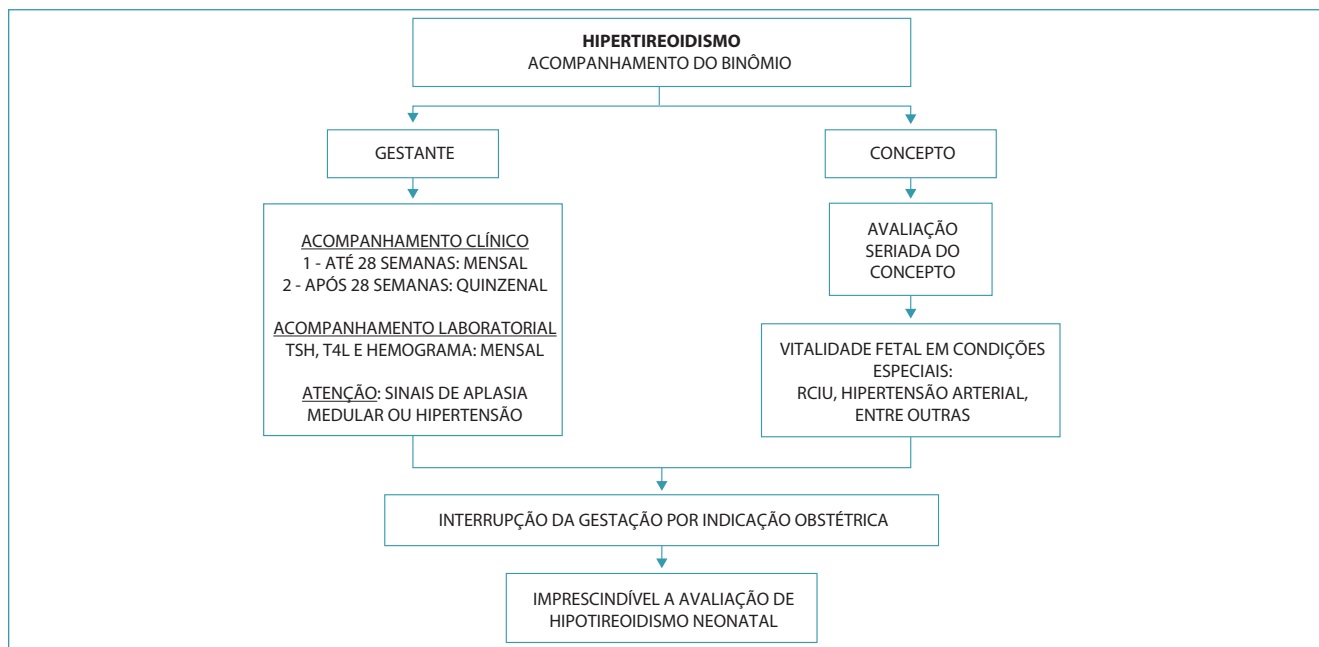 HIPERTIREOIDISMO
ACOMPANHAMENTO DO BINÔMIO
GESTANTE
CONCEPTO
ACOMPANHAMENTO CLÍNICO
1 - ATÉ 28 SEMANAS: MENSAL
2 - APÓS 28 SEMANAS: QUINZENAL
ACOMPANHAMENTO LABORATORIAL
TSH, T4L E HEMOGRAMA: MENSAL
ATENÇÃO: SINAIS DE APLASIA
MEDULAR OU HIPERTENSÃO
AVALIAÇÃO
SERIADA DO
CONCEPTO
VITALIDADE FETAL EM CONDIÇÕES
ESPECIAIS:
RCIU, HIPERTENSÃO ARTERIAL,
ENTRE OUTRAS
INTERRUPÇÃO DA GESTAÇÃO POR INDICAÇÃO OBSTÉTRICA
IMPRESCINDÍVEL A AVALIAÇÃO DE
HIPOTIREOIDISMO NEONATAL